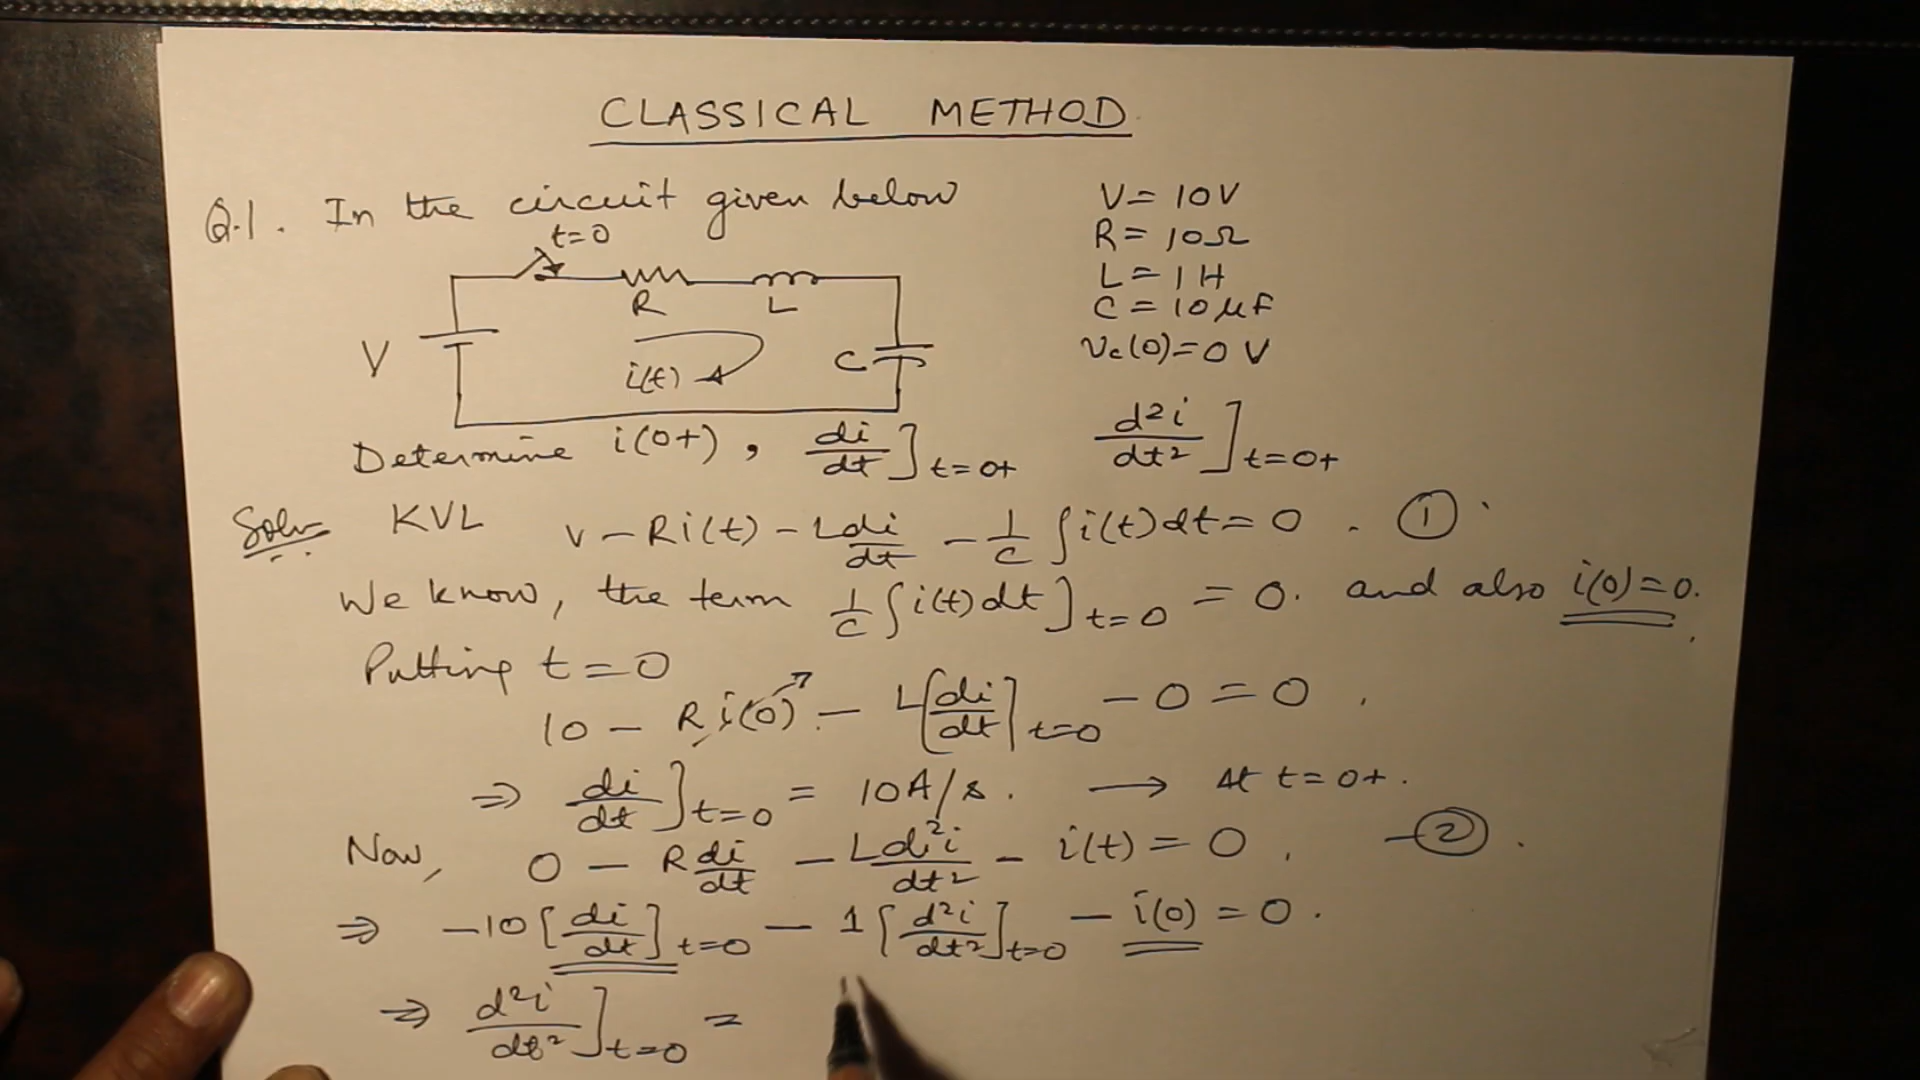 CLASSICAL METHOD
Q.1. In the circuit given below
V = 10V
R = 10Ω
L = 1H
C = 10μF
Vc(0) = 0 V
t=0
R
L
V
i(t)
C
Determine i(0+) , di/dt]t=0+ d²i/dt²]t=0+
Soln KVL V - Ri(t) - L di/dt - 1/C ∫i(t)dt = 0 . ①
We know, the term 1/C ∫i(t)dt]t=0 = 0. and also i(0)=0.
Putting t=0
10 - Ri(0) - L[di/dt]t=0 - 0 = 0 .
⇒ di/dt]t=0 = 10A/s. → At t=0+.
Now, 0 - R di/dt - L d²i/dt² - i(t) = 0 , - ② .
⇒ -10[di/dt]t=0 - 1[d²i/dt²]t=0 - i(0) = 0 .
⇒ d²i/dt²]t=0 =